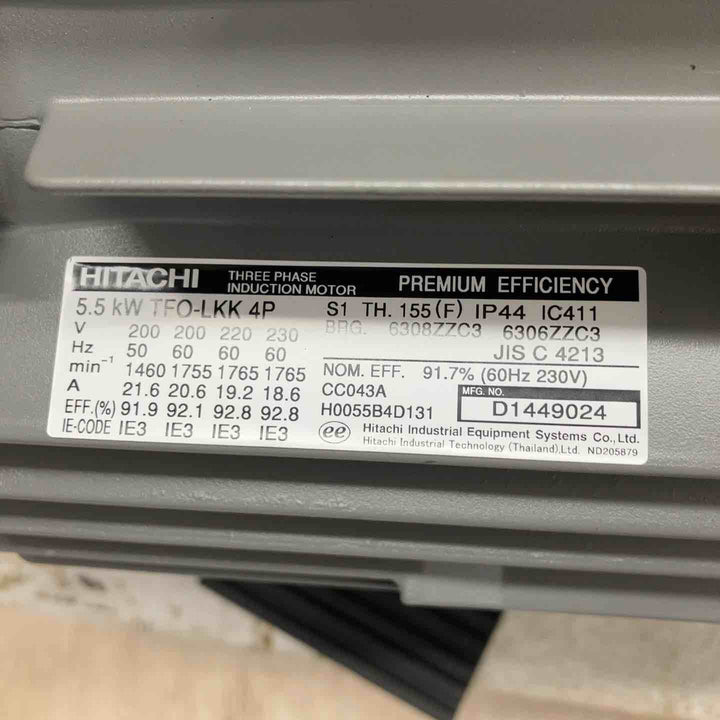 HITACHI THREE PHASE INDUCTION MOTOR PREMIUM EFFICIENCY
5.5 kW TFO-LKK 4P S1 TH. 155 (F) IP44 IC411
V 200 200 220 230 BRG. 6308ZZC3 6306ZZC3
Hz 50 60 60 60 JIS C 4213
min⁻¹ 1460 1755 1765 1765 NOM. EFF. 91.7% (60Hz 230V)
A 21.6 20.6 19.2 18.6 CC043A MFG. NO.
EFF.(%) 91.9 92.1 92.8 92.8 H0055B4D131 D1449024
IE-CODE IE3 IE3 IE3 IE3 ee Hitachi Industrial Equipment Systems Co.,Ltd.
Hitachi Industrial Technology (Thailand),Ltd. ND205879